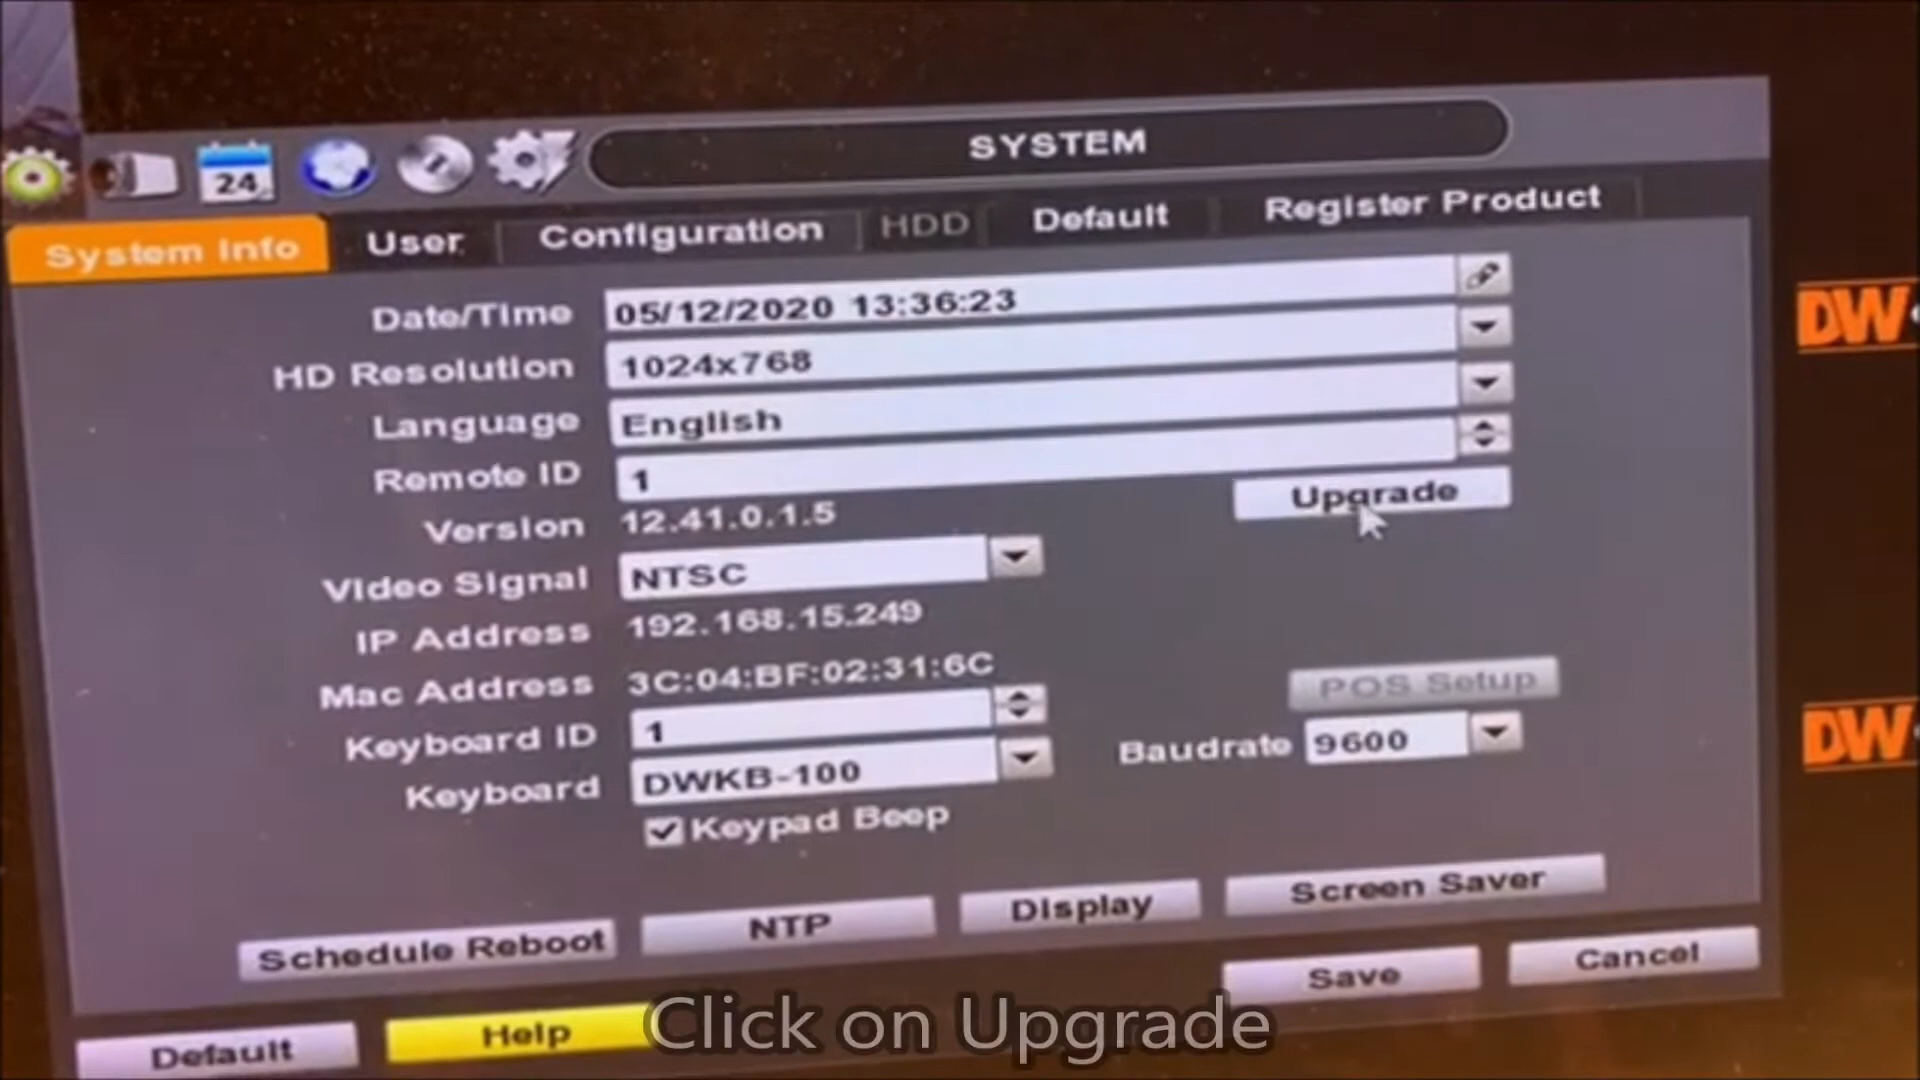 24
SYSTEM
System Info User Configuration HDD Default Register Product
Date/Time 05/12/2020 13:36:23
HD Resolution 1024x768
Language English
Remote ID 1
Version 12.41.0.1.5 Upgrade
Video Signal NTSC
IP Address 192.168.15.249
Mac Address 3C:04:BF:02:31:6C POS Setup
Keyboard ID 1
Keyboard DWKB-100 Baudrate 9600
Keypad Beep
Schedule Reboot NTP Display Screen Saver
Save Cancel
Default Help
DW
DW
Click on Upgrade